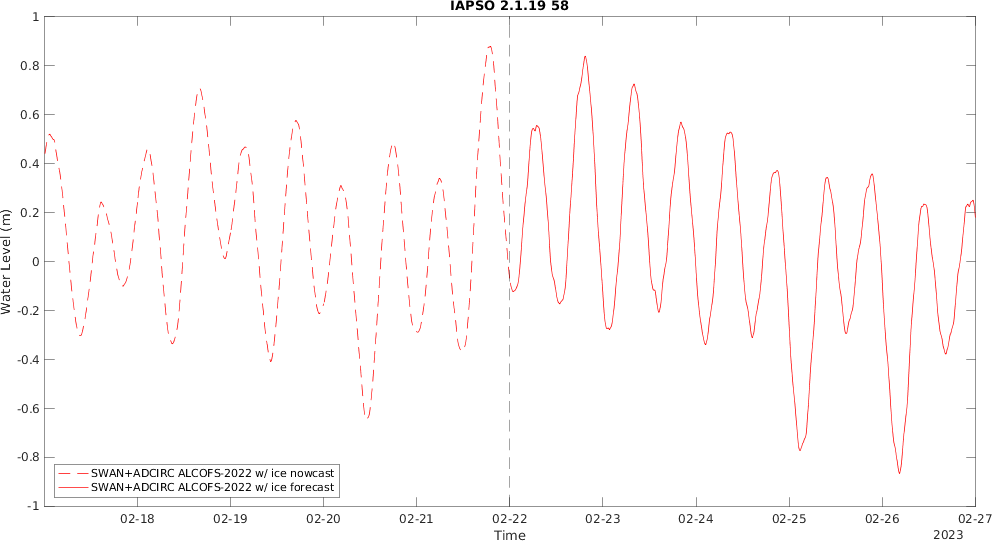 IAPSO 2.1.19 58
1
0.8
0.6
0.4
0.2
0
-0.2
-0.4
-0.6
-0.8
-1
Water Level (m)
SWAN+ADCIRC ALCOFS-2022 w/ ice nowcast
SWAN+ADCIRC ALCOFS-2022 w/ ice forecast
02-18 02-19 02-20 02-21 02-22 02-23 02-24 02-25 02-26 02-27
Time
2023